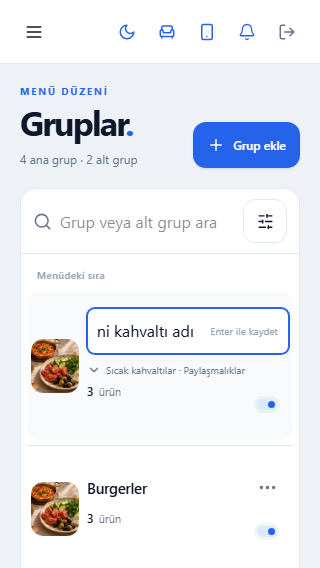 MENÜ DÜZENİ
Gruplar.
4 ana grup · 2 alt grup
Grup ekle
Grup veya alt grup ara
Menüdeki sıra
ni kahvaltı adı
Enter ile kaydet
Sıcak kahvaltılar · Paylaşmalıklar
3 ürün
Burgerler
3 ürün